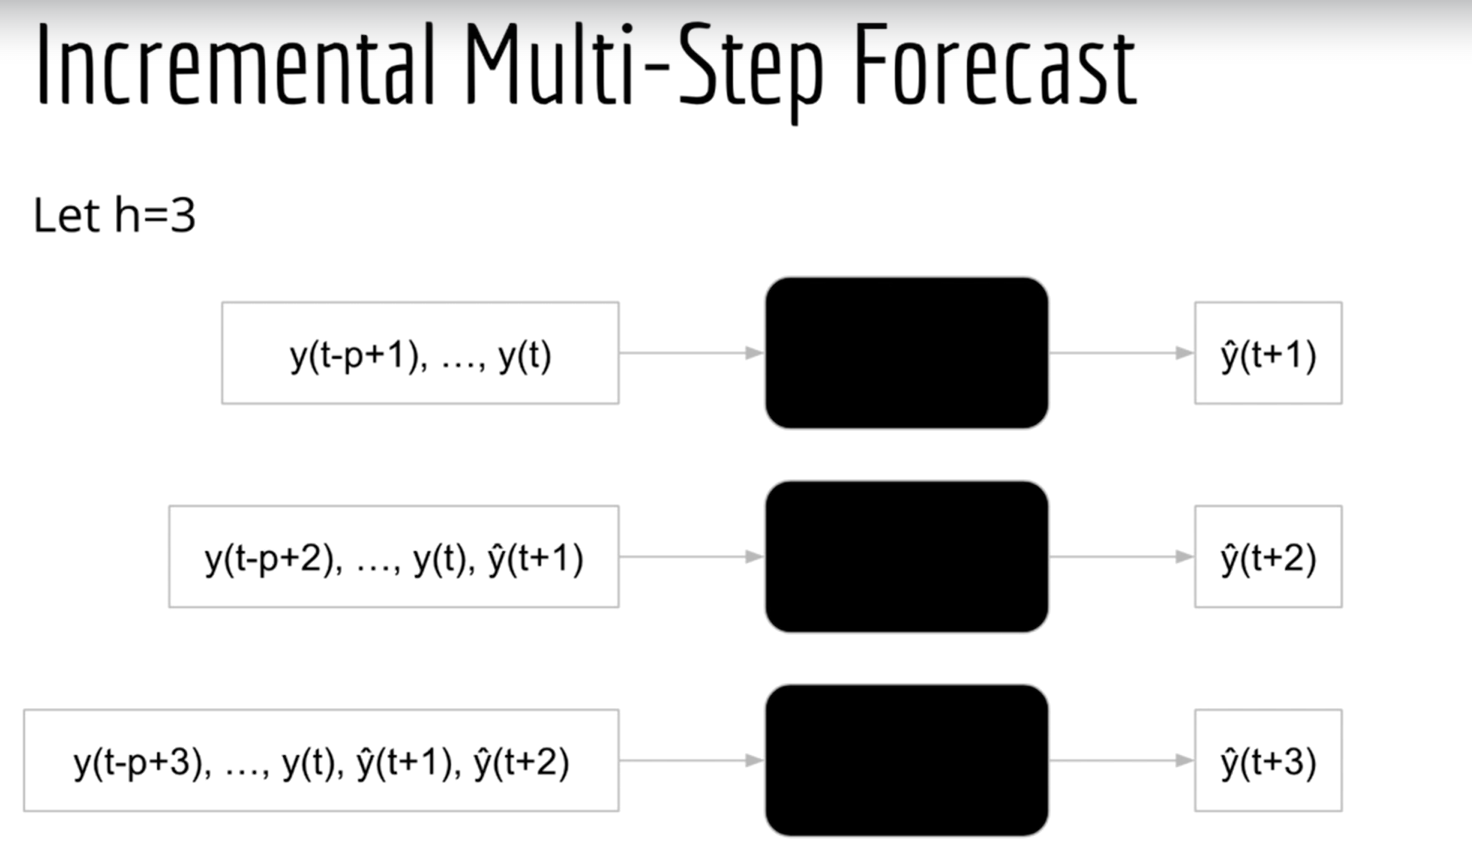 Incremental Multi-Step Forecast
Let h=3
y(t-p+1), ..., y(t)
ŷ(t+1)
y(t-p+2), ..., y(t), ŷ(t+1)
ŷ(t+2)
y(t-p+3), ..., y(t), ŷ(t+1), ŷ(t+2)
ŷ(t+3)